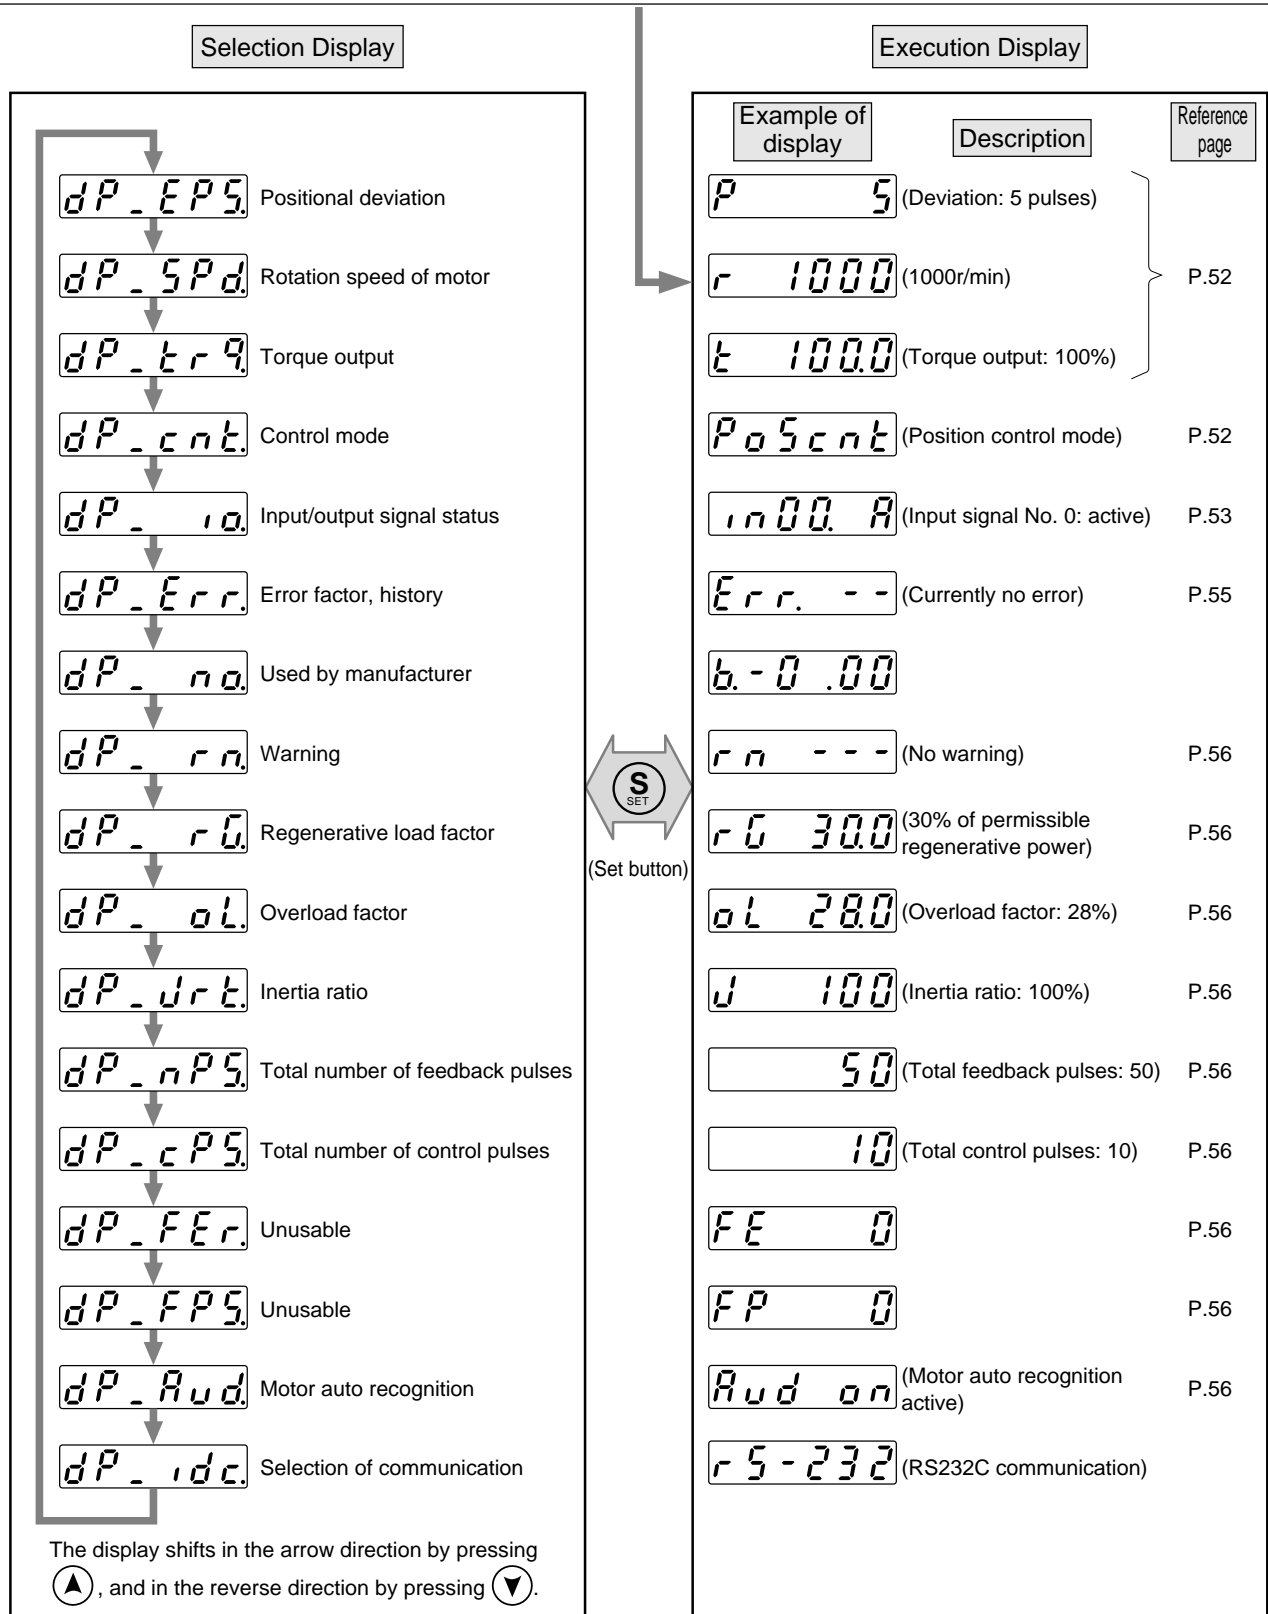 Selection Display
Execution Display
Example of
display
Description
Reference
page
dP_EPS. Positional deviation
P 5 (Deviation: 5 pulses)
dP_SPd. Rotation speed of motor
r 1000 (1000r/min) P.52
dP_trq. Torque output
t 100.0 (Torque output: 100%)
dP_cnt. Control mode
PoScnt (Position control mode) P.52
dP_ io. Input/output signal status
in00. A (Input signal No. 0: active) P.53
dP_Err. Error factor, history
Err. -- (Currently no error) P.55
dP_ no. Used by manufacturer
b.-0 .00
dP_ rn. Warning
rn --- (No warning) P.56
dP_ rG. Regenerative load factor
rG 30.0 (30% of permissible
regenerative power) P.56
S
SET
(Set button)
dP_ oL. Overload factor
oL 28.0 (Overload factor: 28%) P.56
dP_Jrt. Inertia ratio
J 100 (Inertia ratio: 100%) P.56
dP_nPS. Total number of feedback pulses
50 (Total feedback pulses: 50) P.56
dP_cPS. Total number of control pulses
10 (Total control pulses: 10) P.56
dP_FEr. Unusable
FE 0 P.56
dP_FPS. Unusable
FP 0 P.56
dP_Aud. Motor auto recognition
Aud on (Motor auto recognition
active) P.56
dP_ idc. Selection of communication
rS-232 (RS232C communication)
The display shifts in the arrow direction by pressing
, and in the reverse direction by pressing .